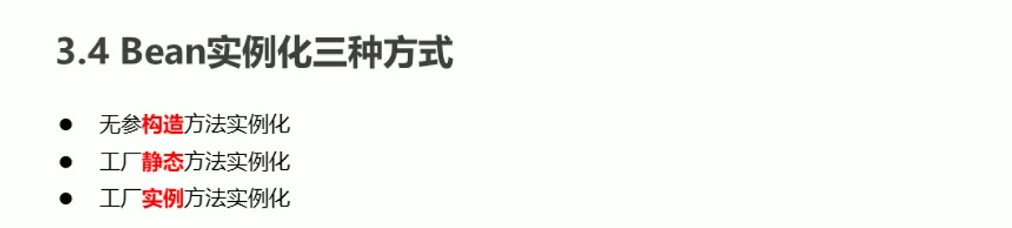 3.4 Bean实例化三种方式
● 无参构造方法实例化
● 工厂静态方法实例化
● 工厂实例方法实例化